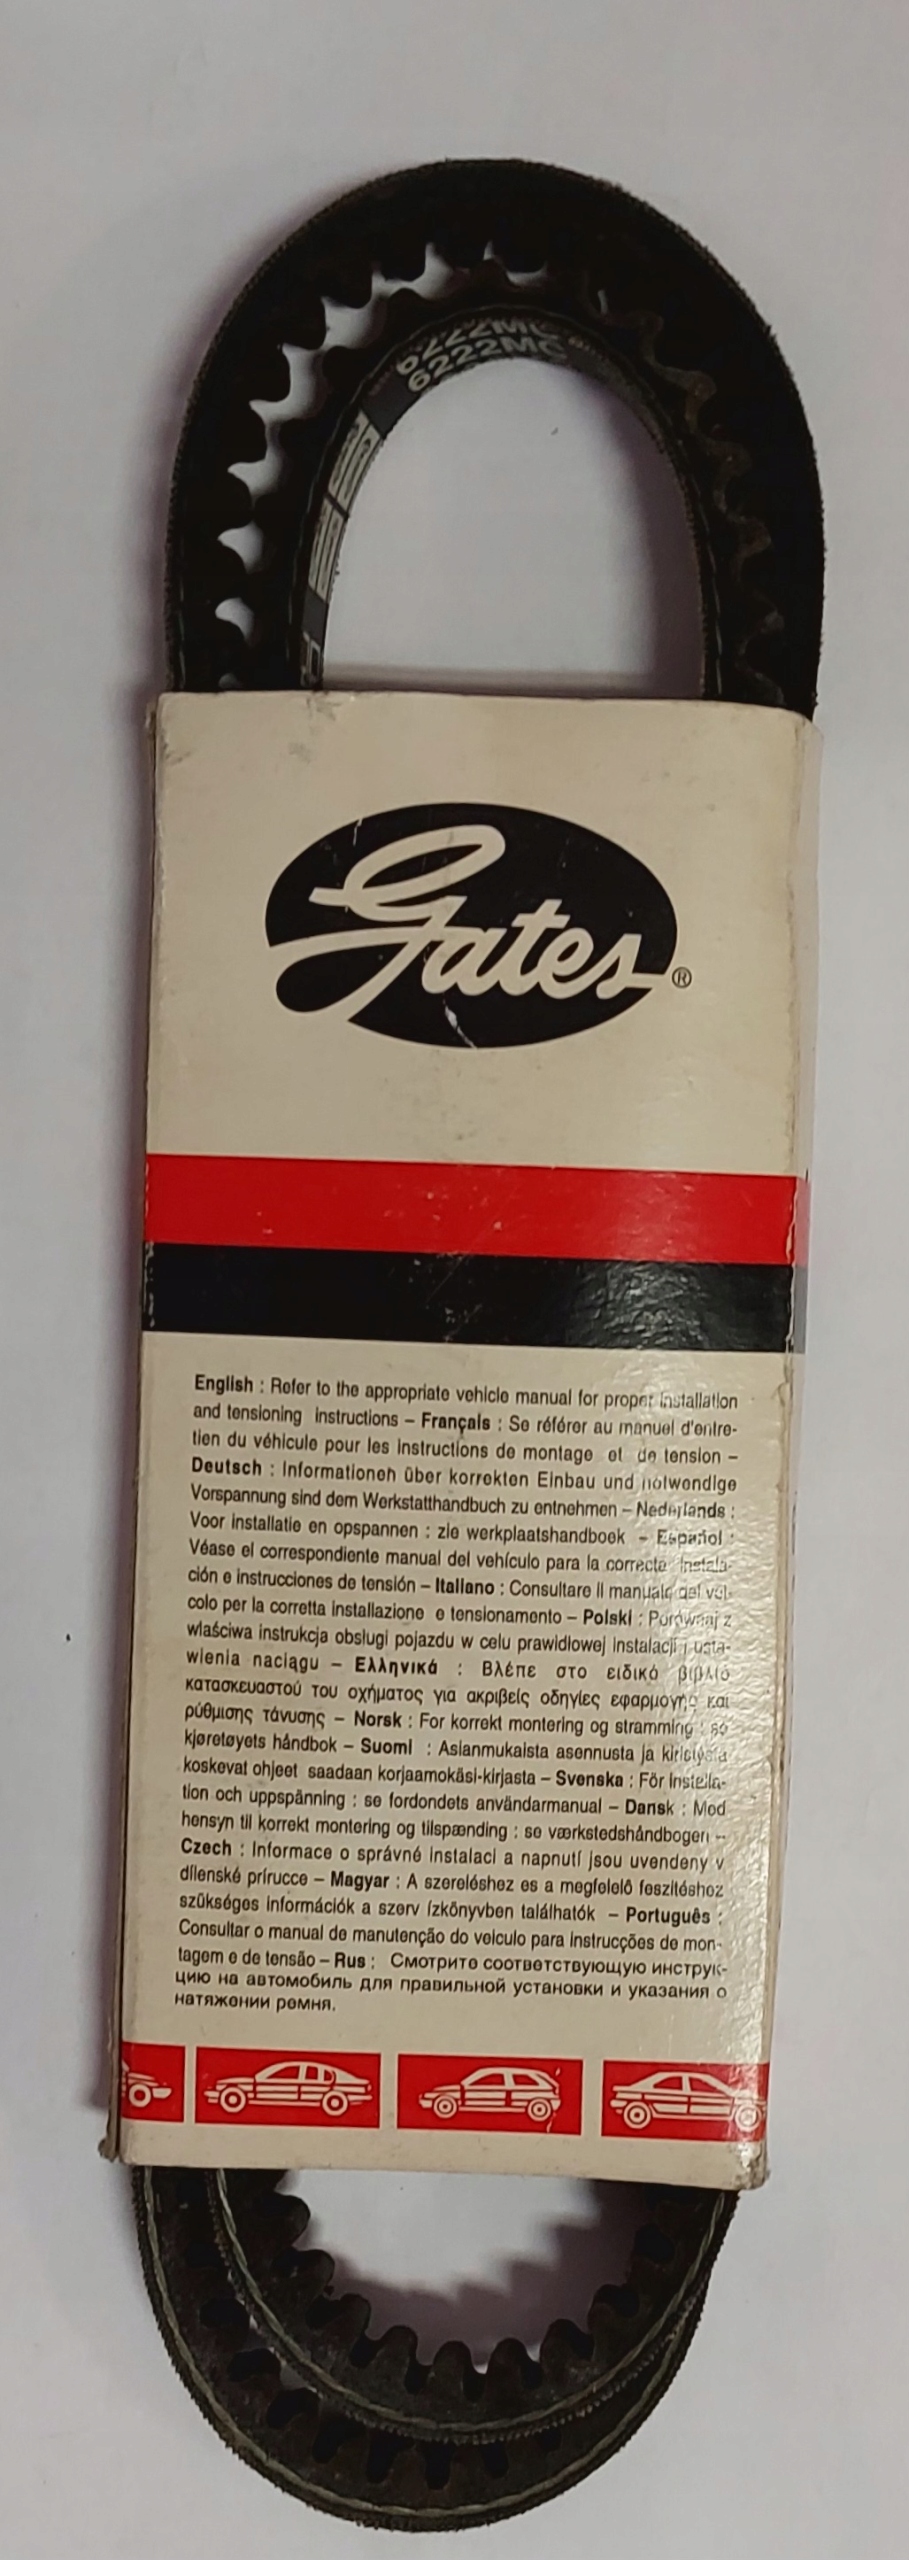 6222MC
6222MC
Gates®
English : Refer to the appropriate vehicle manual for proper installation
and tensioning instructions – Français : Se référer au manuel d'entre-
tien du véhicule pour les instructions de montage et de tension –
Deutsch : Informationen über korrekten Einbau und notwendige
Vorspannung sind dem Werkstatthandbuch zu entnehmen – Nederlands :
Voor installatie en opspannen : zie werkplaatshandboek – Español :
Véase el correspondiente manual del vehículo para la correcta instala-
ción e instrucciones de tensión – Italiano : Consultare il manuale del vei-
colo per la corretta installazione e tensionamento – Polski : Porównaj z
wlaściwa instrukcja obslugi pojazdu w celu prawidlowej instalacji i usta-
wienia naciągu – Ελληνικά : Βλέπε στο ειδικό βιβλίο
κατασκευαστού του οχήματος για ακριβείς οδηγίες εφαρμογής και
ρύθμισης τάνυσης – Norsk : For korrekt montering og stramming : se
kjøretøyets håndbok – Suomi : Asianmukaista asennusta ja kiristystä
koskevat ohjeet saadaan korjaamokäsi-kirjasta – Svenska : För installa-
tion och uppspänning : se fordondets användarmanual – Dansk : Med
hensyn til korrekt montering og tilspænding : se værkstedshåndbogen –
Czech : Informace o správné instalaci a napnutí jsou uvendeny v
dílenské prírucce – Magyar : A szereléshez es a megfelelô feszitéshez
szûkséges információk a szerv ízkönyvben találhatók – Português :
Consultar o manual de manutenção do veiculo para instrucções de mon-
tagem e de tensão – Rus : Смотрите соответствующую инструк-
цию на автомобиль для правильной установки и указания о
натяжении ремня.